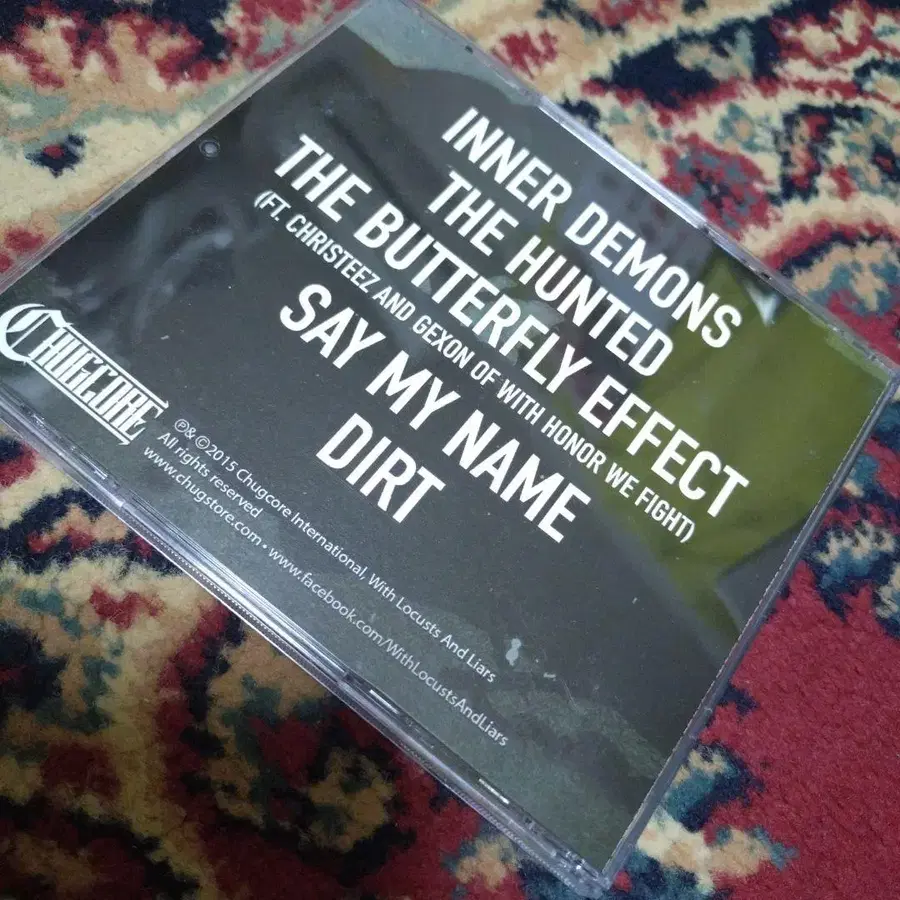 INNER DEMONS
THE HUNTED
THE BUTTERFLY EFFECT
(FT. CHRISTEEZ AND GEXON OF WITH HONOR WE FIGHT)
SAY MY NAME
DIRT
CHUGCORE
℗& ©2015 Chugcore International, With Locusts And Liars
All rights reserved
www.chugstore.com • www.facebook.com/WithLocustsAndLiars